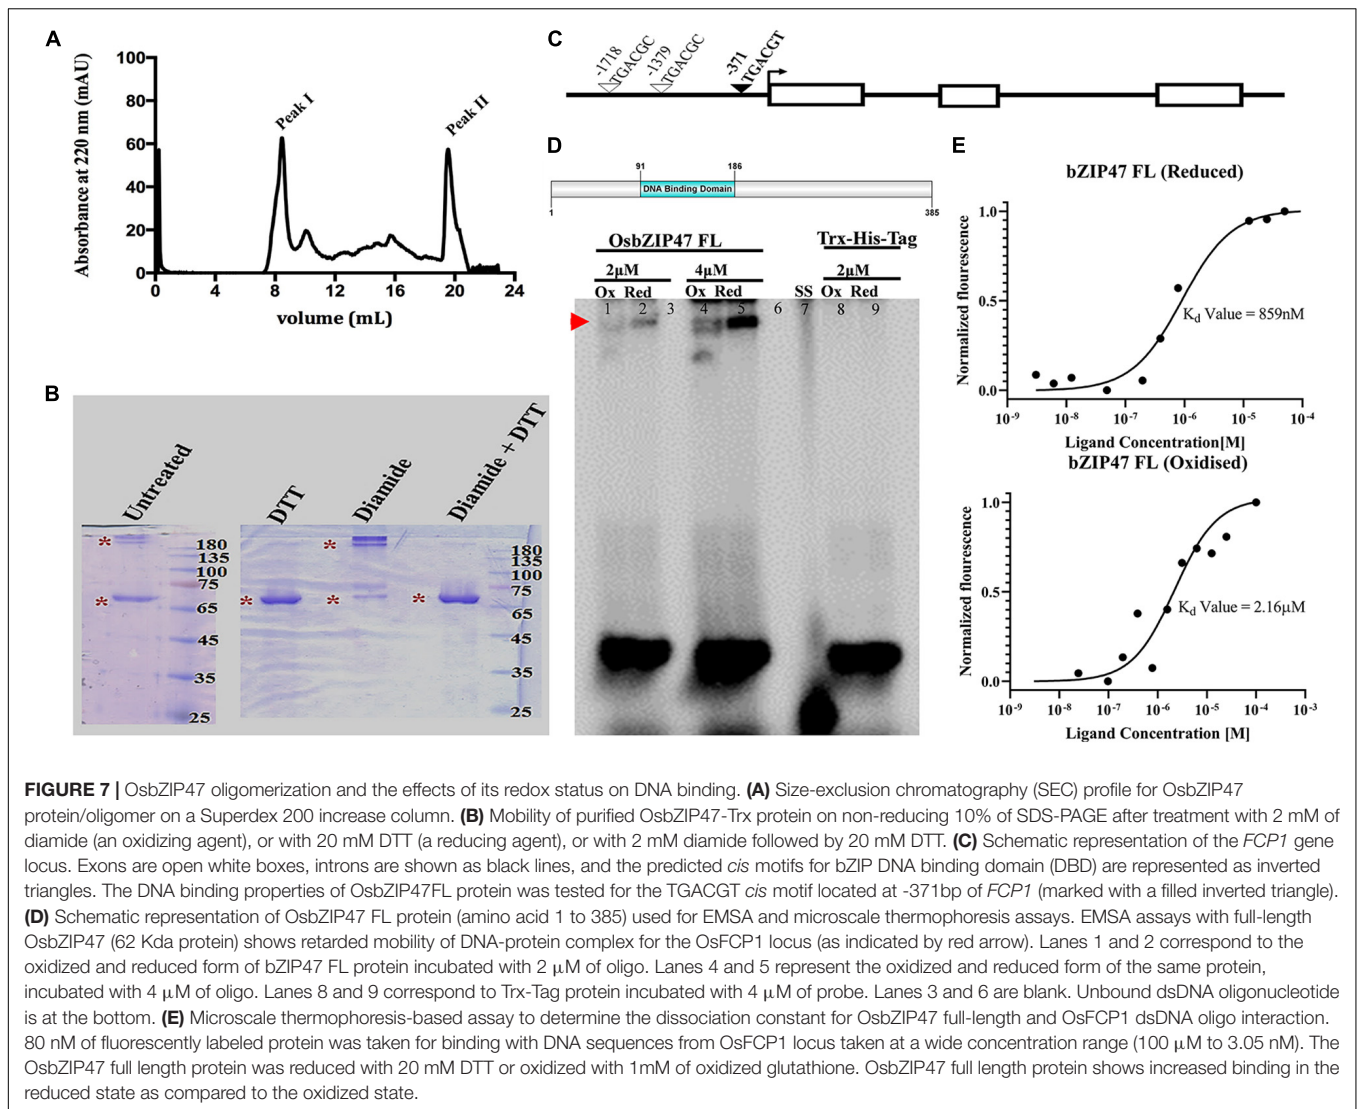 A
Absorbance at 220 nm (mAU)
100
80
60
40
20
0
Peak I
Peak II
0 4 8 12 16 20 24
volume (mL)
B
Untreated
DTT
Diamide
Diamide + DTT
*
*
*
*
*
*
180
135
100
75
65
45
35
25
180
135
100
75
65
45
35
25
C
-1718
TGACGC
-1379
TGACGC
-371
TGACGT
D
91 186
DNA Binding Domain
1 385
OsbZIP47 FL
Trx-His-Tag
2µM 4µM 2µM
Ox Red Ox Red SS Ox Red
1 2 3 4 5 6 7 8 9
E
bZIP47 FL (Reduced)
Normalized flourescence
1.0
0.5
0.0
Kd Value = 859nM
10-9 10-8 10-7 10-6 10-5 10-4
Ligand Concentration[M]
bZIP47 FL (Oxidised)
Normalized flourescence
1.0
0.5
0.0
Kd Value = 2.16µM
10-9 10-8 10-7 10-6 10-5 10-4 10-3
Ligand Concentration [M]
FIGURE 7 | OsbZIP47 oligomerization and the effects of its redox status on DNA binding. (A) Size-exclusion chromatography (SEC) profile for OsbZIP47
protein/oligomer on a Superdex 200 increase column. (B) Mobility of purified OsbZIP47-Trx protein on non-reducing 10% of SDS-PAGE after treatment with 2 mM of
diamide (an oxidizing agent), or with 20 mM DTT (a reducing agent), or with 2 mM diamide followed by 20 mM DTT. (C) Schematic representation of the FCP1 gene
locus. Exons are open white boxes, introns are shown as black lines, and the predicted cis motifs for bZIP DNA binding domain (DBD) are represented as inverted
triangles. The DNA binding properties of OsbZIP47FL protein was tested for the TGACGT cis motif located at -371bp of FCP1 (marked with a filled inverted triangle).
(D) Schematic representation of OsbZIP47 FL protein (amino acid 1 to 385) used for EMSA and microscale thermophoresis assays. EMSA assays with full-length
OsbZIP47 (62 Kda protein) shows retarded mobility of DNA-protein complex for the OsFCP1 locus (as indicated by red arrow). Lanes 1 and 2 correspond to the
oxidized and reduced form of bZIP47 FL protein incubated with 2 µM of oligo. Lanes 4 and 5 represent the oxidized and reduced form of the same protein,
incubated with 4 µM of oligo. Lanes 8 and 9 correspond to Trx-Tag protein incubated with 4 µM of probe. Lanes 3 and 6 are blank. Unbound dsDNA oligonucleotide
is at the bottom. (E) Microscale thermophoresis-based assay to determine the dissociation constant for OsbZIP47 full-length and OsFCP1 dsDNA oligo interaction.
80 nM of fluorescently labeled protein was taken for binding with DNA sequences from OsFCP1 locus taken at a wide concentration range (100 µM to 3.05 nM). The
OsbZIP47 full length protein was reduced with 20 mM DTT or oxidized with 1mM of oxidized glutathione. OsbZIP47 full length protein shows increased binding in the
reduced state as compared to the oxidized state.